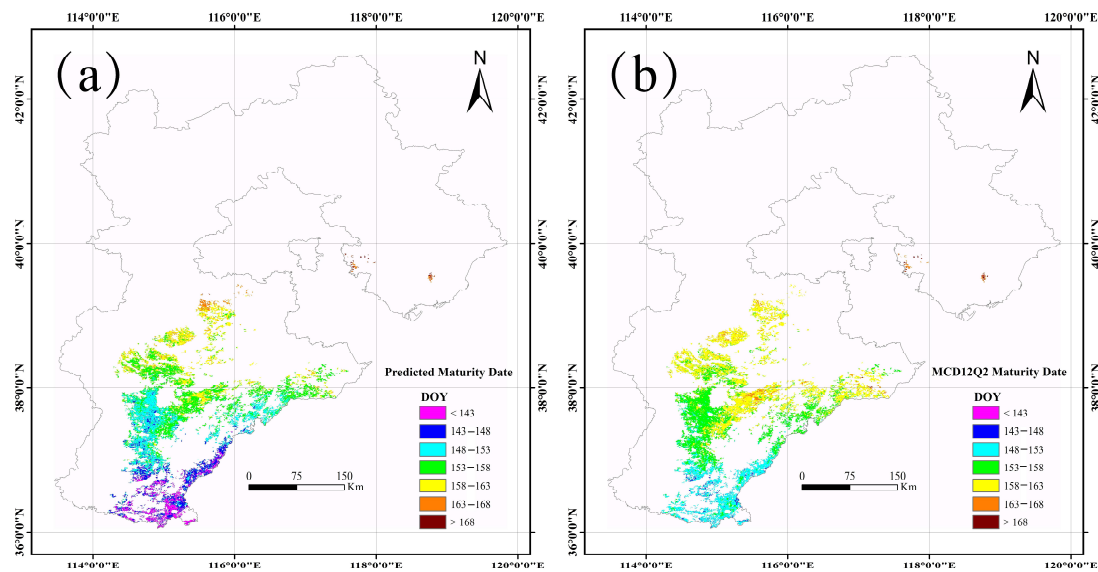 114°0'0"E 116°0'0"E 118°0'0"E 120°0'0"E
(a)
N
42°0'0"N
42°0'0"N
40°0'0"N
40°0'0"N
38°0'0"N
38°0'0"N
36°0'0"N
36°0'0"N
Predicted Maturity Date
DOY
< 143
143−148
148−153
153−158
158−163
163−168
> 168
0 75 150
Km
114°0'0"E 116°0'0"E 118°0'0"E 120°0'0"E
114°0'0"E 116°0'0"E 118°0'0"E 120°0'0"E
(b)
N
42°0'0"N
42°0'0"N
40°0'0"N
40°0'0"N
38°0'0"N
38°0'0"N
36°0'0"N
36°0'0"N
MCD12Q2 Maturity Date
DOY
< 143
143−148
148−153
153−158
158−163
163−168
> 168
0 75 150
Km
114°0'0"E 116°0'0"E 118°0'0"E 120°0'0"E